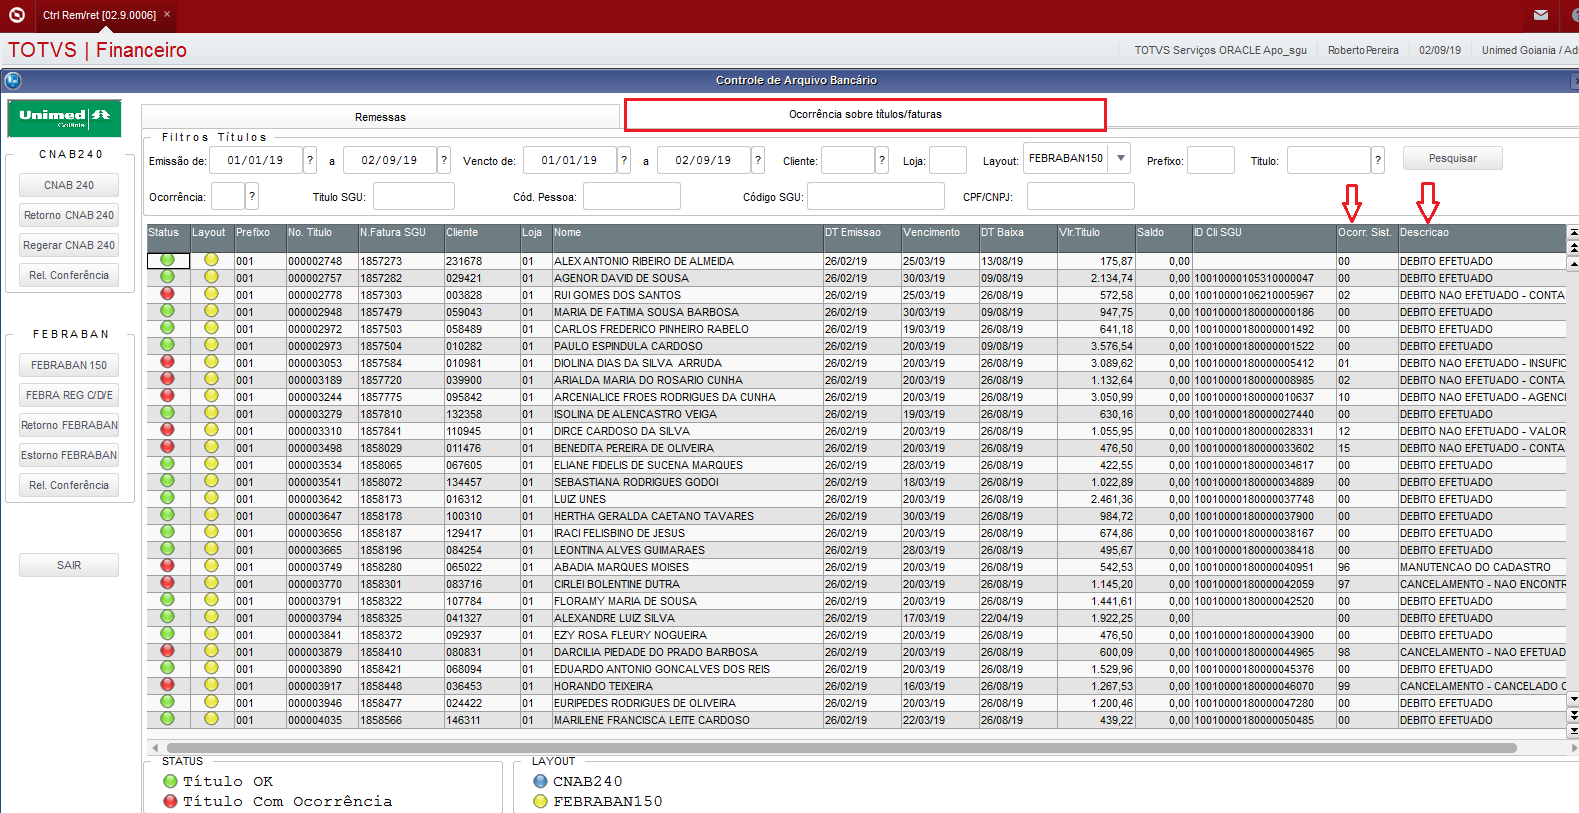 Ctrl Rem/ret [02.9.0006] ×
TOTVS | Financeiro
TOTVS Serviços ORACLE Apo_sgu RobertoPereira 02/09/19 Unimed Goiania / Ad
Controle de Arquivo Bancário
Unimed
Goiânia
CNAB240
CNAB 240
Retorno CNAB 240
Regerar CNAB 240
Rel. Conferência
FEBRABAN
FEBRABAN 150
FEBRA REG C/D/E
Retorno FEBRABAN
Estorno FEBRABAN
Rel. Conferência
SAIR
Remessas
Ocorrência sobre títulos/faturas
Filtros Títulos
Emissão de: 01/01/19 ? a 02/09/19 ? Vencto de: 01/01/19 ? a 02/09/19 ? Cliente: ? Loja: Layout: FEBRABAN150 Prefixo: Titulo: ? Pesquisar
Ocorrência: ? Titulo SGU: Cód. Pessoa: Código SGU: CPF/CNPJ:
Status Layout Prefixo No. Titulo N.Fatura SGU Cliente Loja Nome DT Emissao Vencimento DT Baixa Vlr.Titulo Saldo ID Cli SGU Ocorr. Sist. Descricao
001 000002748 1857273 231678 01 ALEX ANTONIO RIBEIRO DE ALMEIDA 26/02/19 25/03/19 13/08/19 175,87 0,00 00 DEBITO EFETUADO
001 000002757 1857282 029421 01 AGENOR DAVID DE SOUSA 26/02/19 30/03/19 09/08/19 2.134,74 0,00 1001000010531000047 00 DEBITO EFETUADO
001 000002778 1857303 003828 01 RUI GOMES DOS SANTOS 26/02/19 25/03/19 26/08/19 572,58 0,00 10010000106210005967 02 DEBITO NAO EFETUADO - CONTA
001 000002948 1857473 059043 01 MARIA DE FATIMA SOUSA BARBOSA 26/02/19 30/03/19 09/08/19 947,75 0,00 10010000180000000186 00 DEBITO EFETUADO
001 000002972 1857503 058489 01 CARLOS FREDERICO PINHEIRO RABELO 26/02/19 19/03/19 26/08/19 641,18 0,00 10010000180000001492 00 DEBITO EFETUADO
001 000002973 1857504 010282 01 PAULO ESPINDULA CARDOSO 26/02/19 20/03/19 09/08/19 3.576,54 0,00 10010000180000001522 00 DEBITO EFETUADO
001 000003053 1857584 010981 01 DIOLINA DIAS DA SILVA ARRUDA 26/02/19 20/03/19 26/08/19 3.089,62 0,00 10010000180000005412 01 DEBITO NAO EFETUADO - INSUFIC
001 000003189 1857720 039900 01 ARIALDA MARIA DO ROSARIO CUNHA 26/02/19 20/03/19 26/08/19 1.132,64 0,00 10010000180000008985 02 DEBITO NAO EFETUADO - CONTA
001 000003244 1857775 095842 01 ARCENIALICE FROES RODRIGUES DA CUNHA 26/02/19 20/03/19 26/08/19 3.050,99 0,00 10010000180000010637 10 DEBITO NAO EFETUADO - AGENC
001 000003279 1857810 132358 01 ISOLINA DE ALENCASTRO VEIGA 26/02/19 19/03/19 26/08/19 630,16 0,00 10010000180000027440 00 DEBITO EFETUADO
001 000003310 1857841 110945 01 DIRCE CARDOSO DA SILVA 26/02/19 20/03/19 26/08/19 1.055,95 0,00 10010000180000028331 12 DEBITO NAO EFETUADO - VALOR
001 000003498 1858029 011476 01 BENEDITA PEREIRA DE OLIVEIRA 26/02/19 20/03/19 26/08/19 476,50 0,00 10010000180000033602 15 DEBITO NAO EFETUADO - CONTA
001 000003534 1858065 067605 01 ELIANE FIDELIS DE SUCENA MARQUES 26/02/19 28/03/19 26/08/19 422,55 0,00 10010000180000034617 00 DEBITO EFETUADO
001 000003541 1858072 134457 01 SEBASTIANA RODRIGUES GODOI 26/02/19 18/03/19 26/08/19 1.022,89 0,00 10010000180000034889 00 DEBITO EFETUADO
001 000003642 1858173 016312 01 LUIZ UNES 26/02/19 20/03/19 26/08/19 2.461,36 0,00 10010000180000037748 00 DEBITO EFETUADO
001 000003647 1858178 100310 01 HERTHA GERALDA CAETANO TAVARES 26/02/19 30/03/19 26/08/19 984,72 0,00 10010000180000037900 00 DEBITO EFETUADO
001 000003656 1858187 129417 01 IRACI FELISBINO DE JESUS 26/02/19 20/03/19 26/08/19 674,86 0,00 10010000180000038167 00 DEBITO EFETUADO
001 000003665 1858196 084254 01 LEONTINA ALVES GUIMARAES 26/02/19 28/03/19 26/08/19 495,67 0,00 10010000180000038418 00 DEBITO EFETUADO
001 000003749 1858280 065022 01 ABADIA MARQUES MOISES 26/02/19 20/03/19 26/08/19 542,53 0,00 10010000180000040951 96 MANUTENCAO DO CADASTRO
001 000003770 1858301 083716 01 CIRLEI BOLENTINE DUTRA 26/02/19 20/03/19 26/08/19 1.145,20 0,00 10010000180000042059 97 CANCELAMENTO - NAO ENCONTR
001 000003791 1858322 107784 01 FLORAMY MARIA DE SOUSA 26/02/19 20/03/19 26/08/19 1.441,61 0,00 10010000180000042520 00 DEBITO EFETUADO
001 000003794 1858325 041327 01 ALEXANDRE LUIZ SILVA 26/02/19 17/03/19 22/04/19 1.922,25 0,00 00 DEBITO EFETUADO
001 000003841 1858372 092937 01 EZY ROSA FLEURY NOGUEIRA 26/02/19 20/03/19 26/08/19 476,50 0,00 10010000180000043900 00 DEBITO EFETUADO
001 000003879 1858410 080831 01 DARCILIA PIEDADE DO PRADO BARBOSA 26/02/19 20/03/19 26/08/19 600,09 0,00 10010000180000044965 98 CANCELAMENTO - NAO EFETUAD
001 000003890 1858421 068094 01 EDUARDO ANTONIO GONCALVES DOS REIS 26/02/19 20/03/19 26/08/19 1.529,96 0,00 10010000180000045376 00 DEBITO EFETUADO
001 000003917 1858448 036453 01 HORANDO TEIXEIRA 26/02/19 16/03/19 26/08/19 1.267,53 0,00 10010000180000046070 99 CANCELAMENTO - CANCELADO C
001 000003946 1858477 024422 01 EURIPEDES RODRIGUES DE OLIVEIRA 26/02/19 20/03/19 26/08/19 1.200,46 0,00 10010000180000047280 00 DEBITO EFETUADO
001 000004035 1858566 146311 01 MARILENE FRANCISCA LEITE CARDOSO 26/02/19 22/03/19 26/08/19 439,22 0,00 10010000180000050485 00 DEBITO EFETUADO
STATUS
Título OK
Título Com Ocorrência
LAYOUT
CNAB240
FEBRABAN150